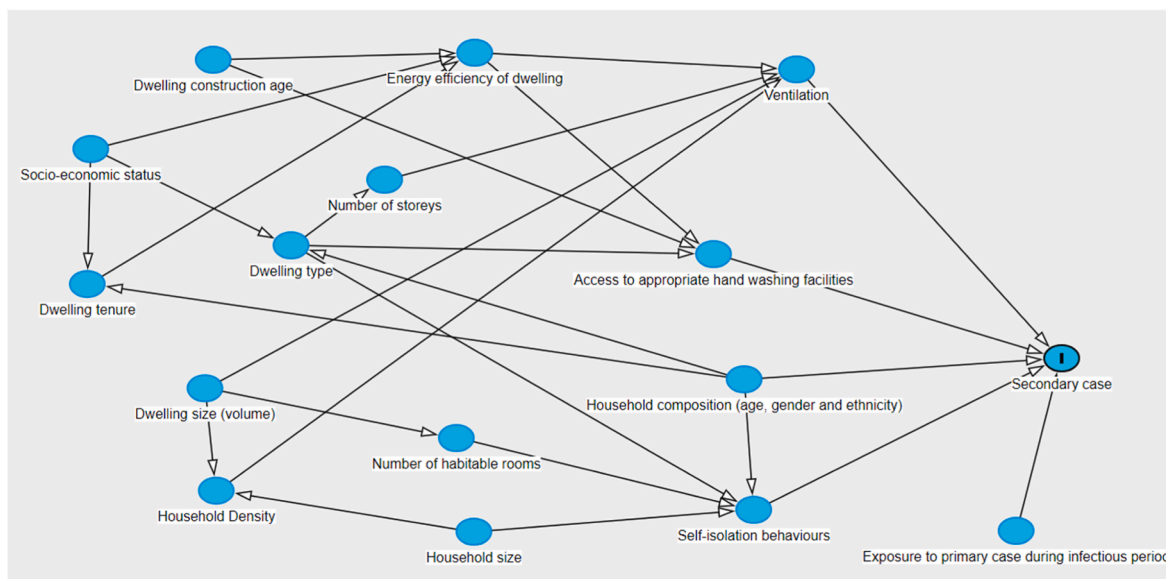 Energy efficiency of dwelling
Dwelling construction age
Ventilation
Socio-economic status
Number of storeys
Dwelling type
Access to appropriate hand washing facilities
Dwelling tenure
I
Secondary case
Household composition (age, gender and ethnicity)
Dwelling size (volume)
Number of habitable rooms
Household Density
Self-isolation behaviours
Household size
Exposure to primary case during infectious period